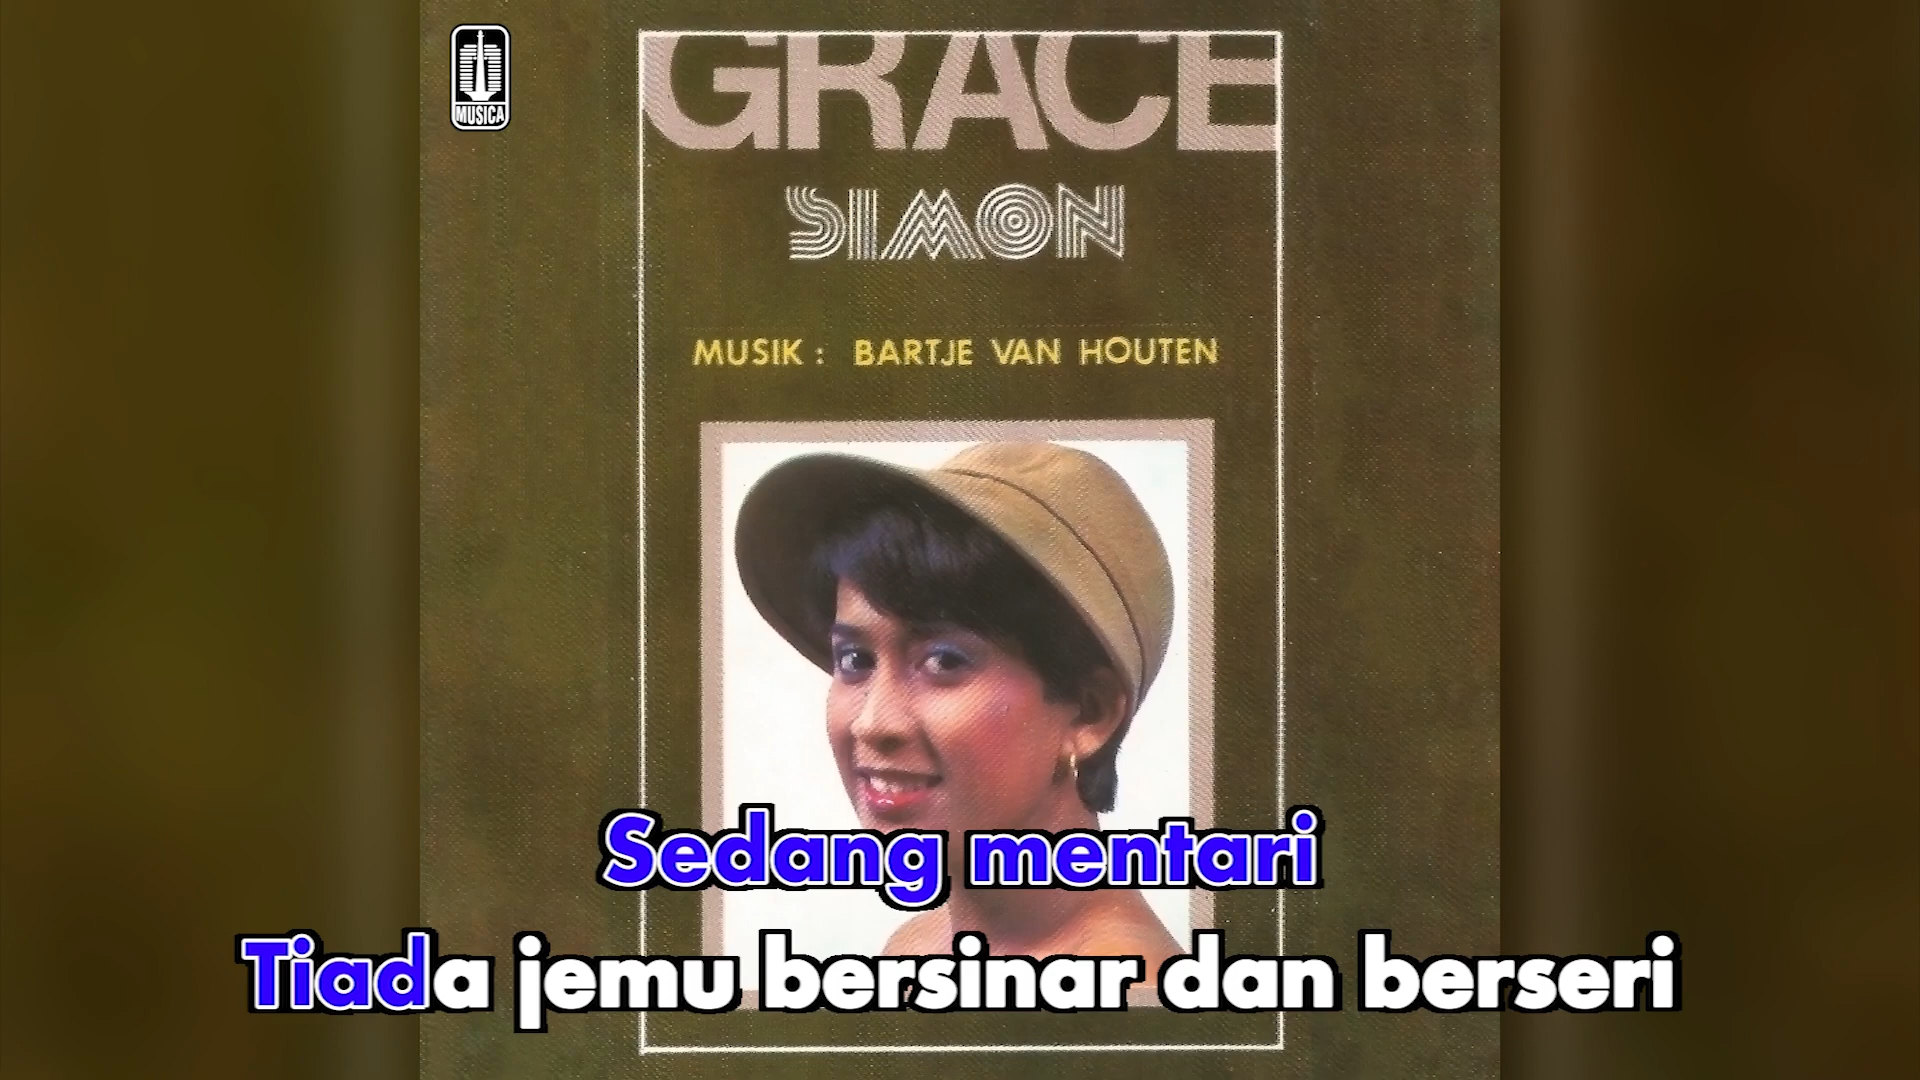 MUSICA
GRACE
SIMON
MUSIK : BARTJE VAN HOUTEN
Sedang mentari
Tiada jemu bersinar dan berseri